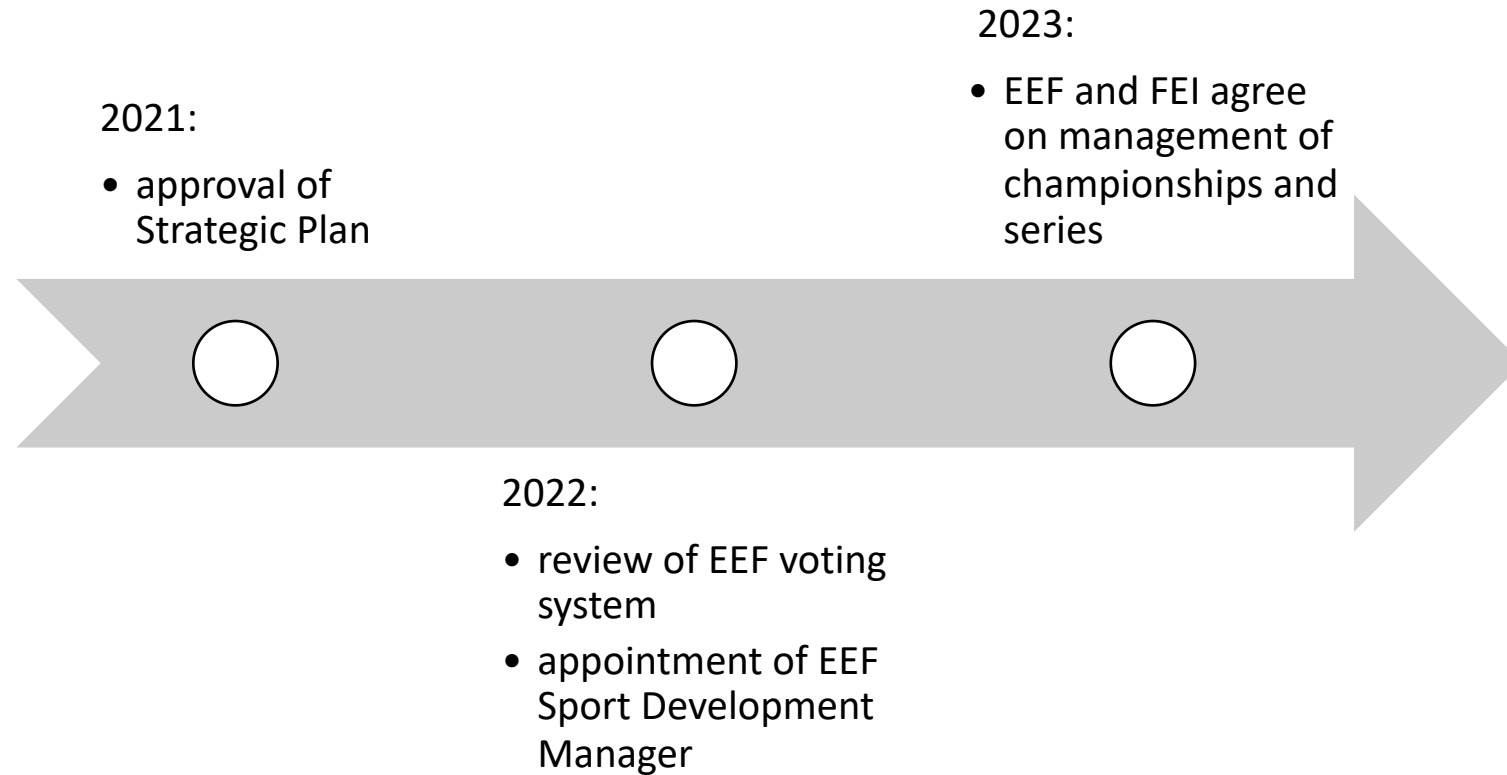 2021:
• approval of
Strategic Plan
2022:
• review of EEF voting
system
• appointment of EEF
Sport Development
Manager
2023:
• EEF and FEI agree
on management of
championships and
series